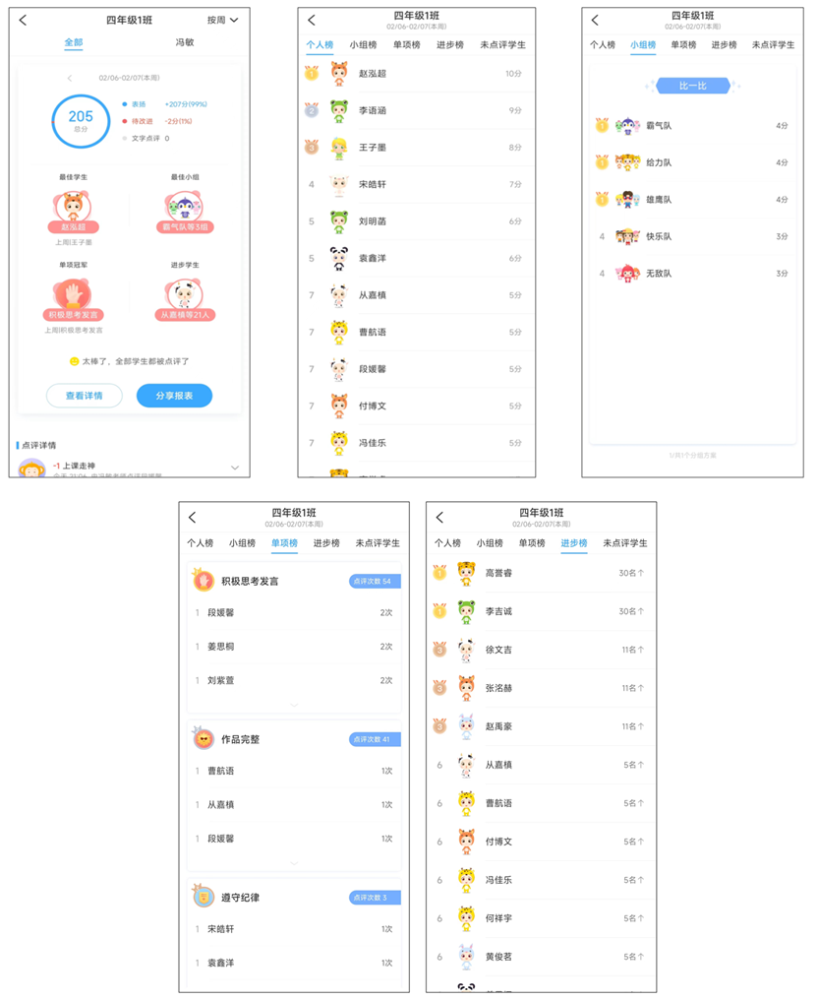 四年级1班
按周
全部
冯敏
02/06-02/07(本周)
205
总分
表扬 +207分(99%)
待改进 -2分(1%)
文字点评 0
最佳学生
最佳小组
赵泓超
霸气队等3组
上周|王子墨
单项冠军
进步学生
积极思考发言
从嘉槙等21人
上周|积极思考发言
太棒了，全部学生都被点评了
查看详情
分享报表
点评详情
-1 上课走神
四年级1班
02/06-02/07(本周)
个人榜 小组榜 单项榜 进步榜 未点评学生
1 赵泓超 10分
2 李语涵 9分
3 王子墨 8分
4 宋皓轩 7分
5 刘明菡 6分
5 袁鑫洋 6分
7 从嘉槙 5分
7 曹航语 5分
7 段媛馨 5分
7 付博文 5分
7 冯佳乐 5分
四年级1班
02/06-02/07(本周)
个人榜 小组榜 单项榜 进步榜 未点评学生
比一比
1 霸气队 4分
1 给力队 4分
1 雄鹰队 4分
4 快乐队 3分
4 无敌队 3分
1/共1个分组方案
四年级1班
02/06-02/07(本周)
个人榜 小组榜 单项榜 进步榜 未点评学生
积极思考发言 点评次数 54
1 段媛馨 2次
1 姜思桐 2次
1 刘紫萱 2次
作品完整 点评次数 41
1 曹航语 1次
1 从嘉槙 1次
1 段媛馨 1次
遵守纪律 点评次数 3
1 宋皓轩 1次
1 袁鑫洋 1次
四年级1班
02/06-02/07(本周)
个人榜 小组榜 单项榜 进步榜 未点评学生
1 高誉睿 30名↑
1 李吉诚 30名↑
3 徐文吉 11名↑
3 张洺赫 11名↑
3 赵禹豪 11名↑
6 从嘉槙 5名↑
6 曹航语 5名↑
6 付博文 5名↑
6 冯佳乐 5名↑
6 何祥宇 5名↑
6 黄俊茗 5名↑